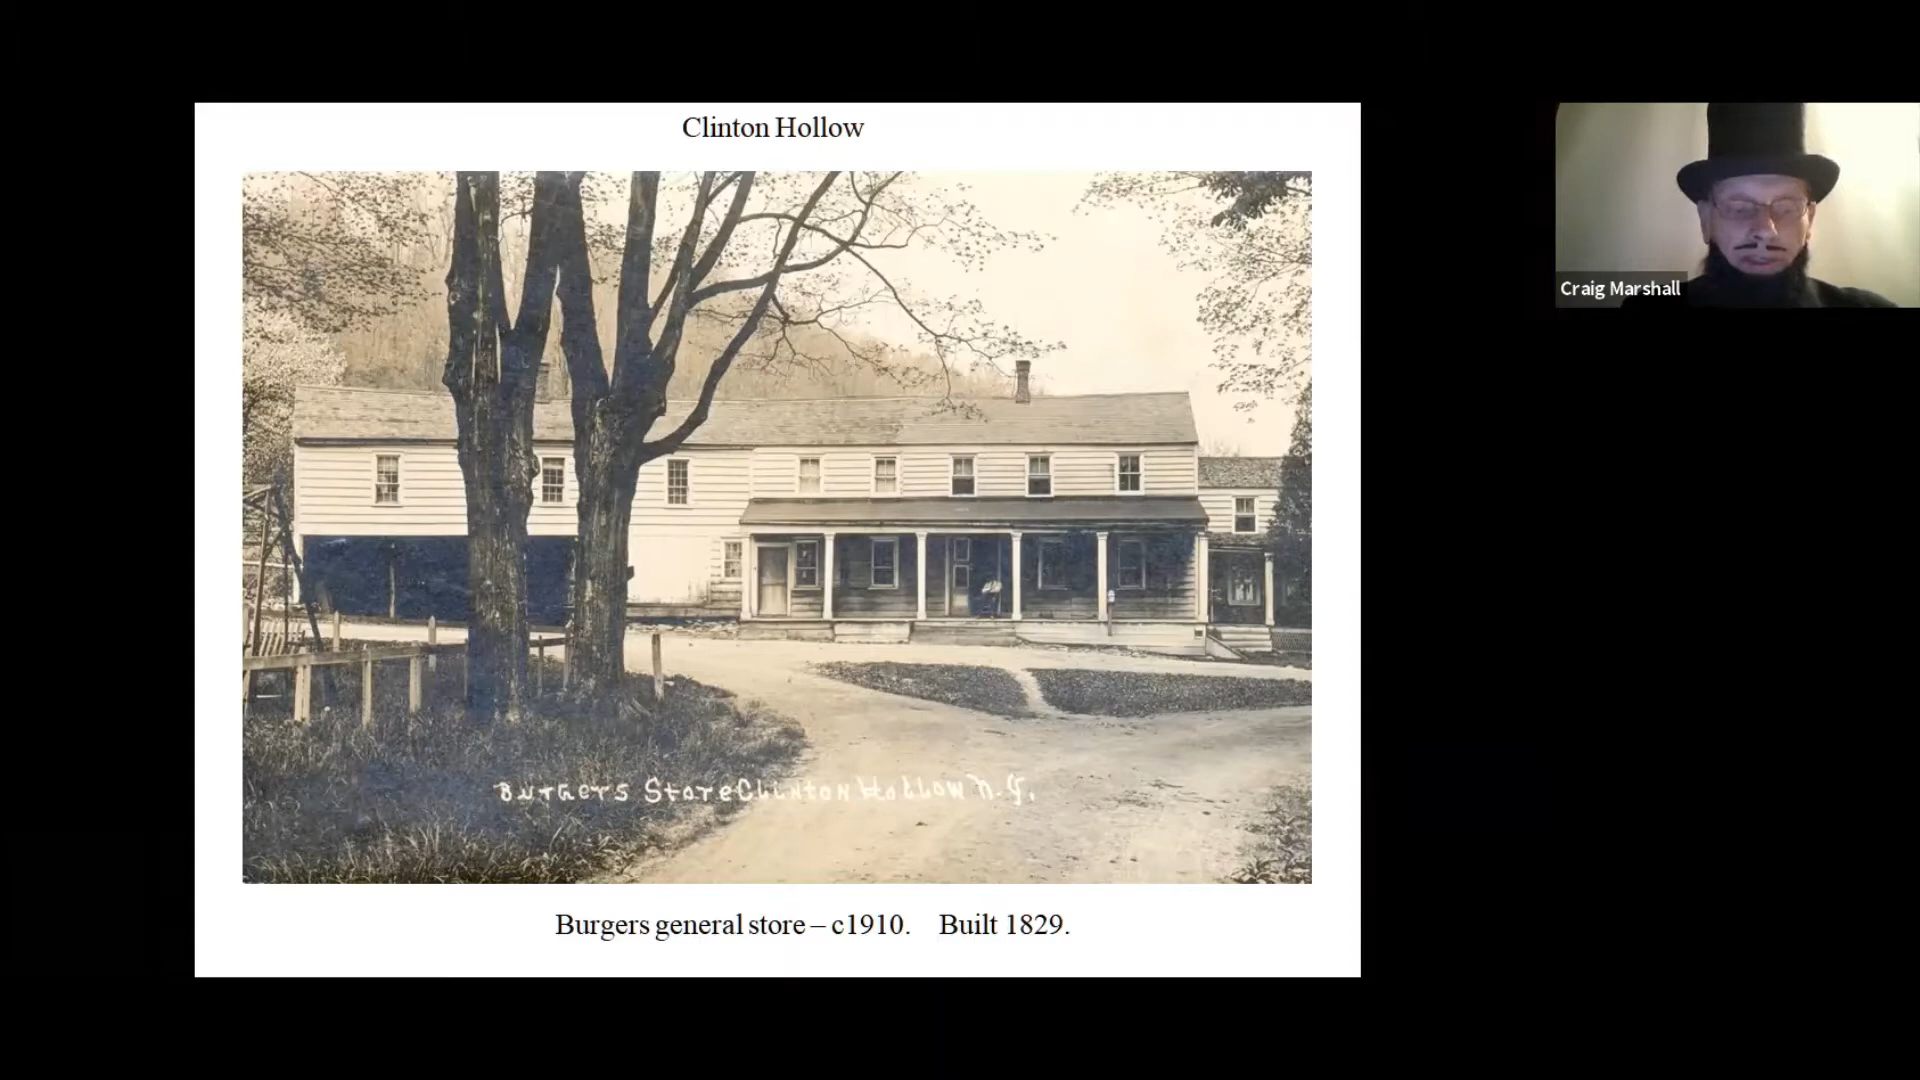 Clinton Hollow
Craig Marshall
Burgers Store Clinton Hollow N.Y.
Burgers general store – c1910. Built 1829.